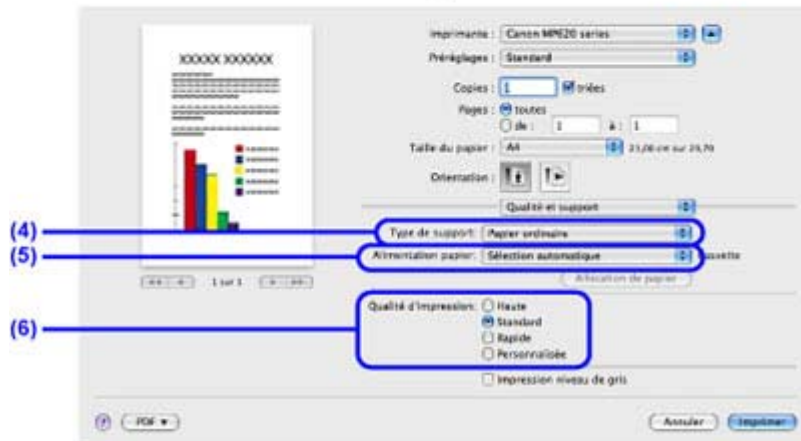 Imprimante : Canon MP620 series
Préréglages : Standard
XXXXX XXXXXX
Copies : 1 triées
Pages : toutes
de : 1 à : 1
Taille du papier : A4 21,00 cm sur 29,70
Orientation :
Qualité et support
(4) Type de support: Papier ordinaire
(5) Alimentation papier: Sélection automatique
Allocation de papier
1 sur 1
(6) Qualité d'impression: Haute
Standard
Rapide
Personnalisée
Impression niveau de gris
? PDF Annuler Imprimer